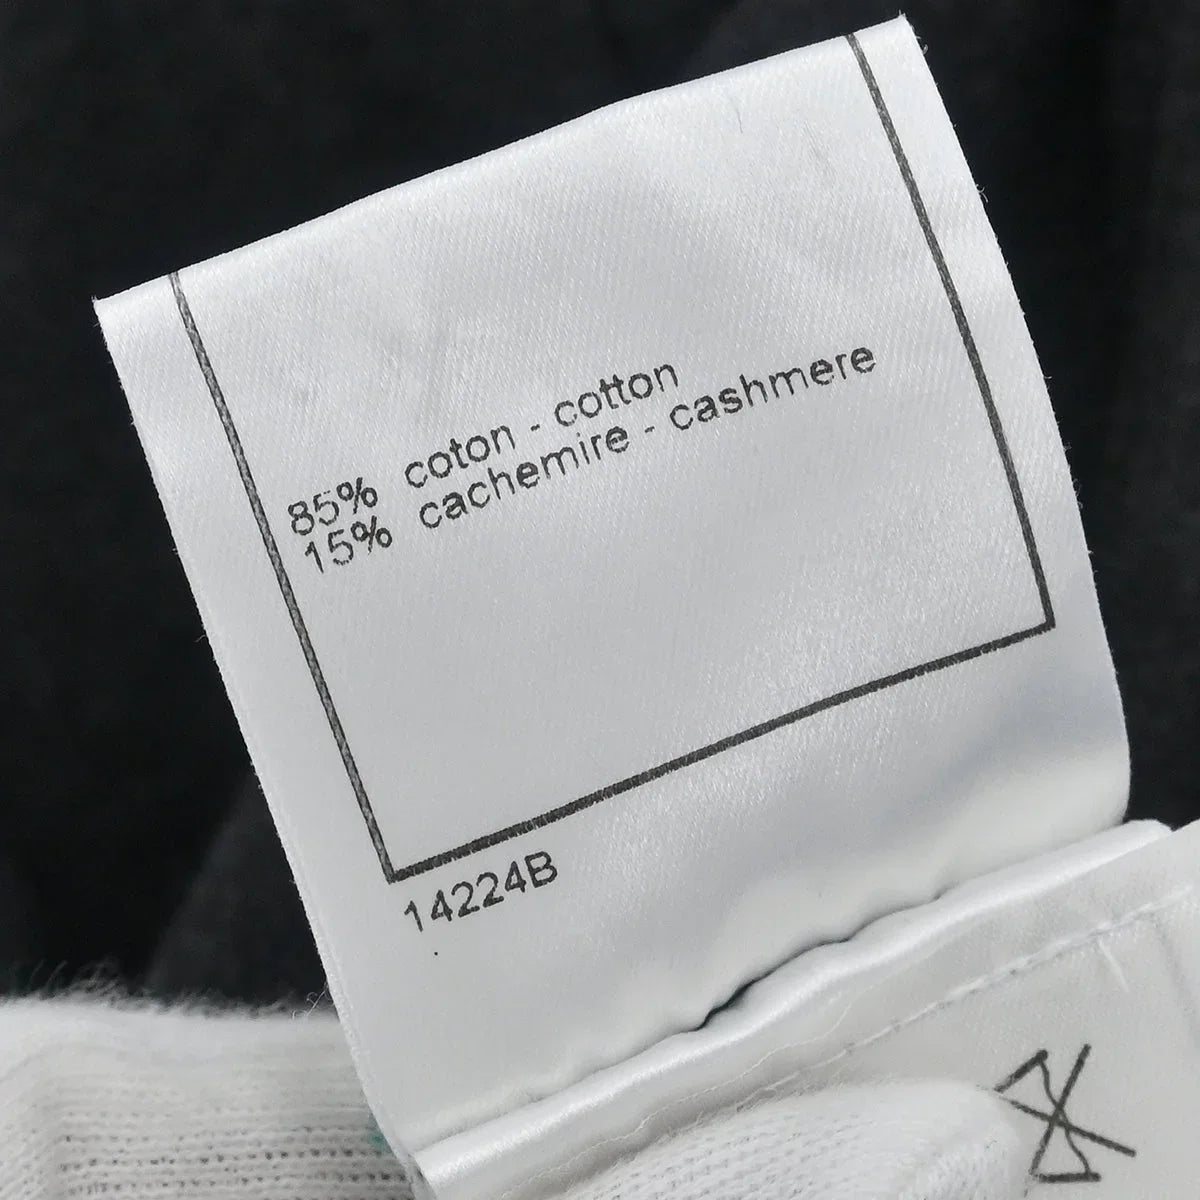 85% coton - cotton
15% cachemire - cashmere
14224B